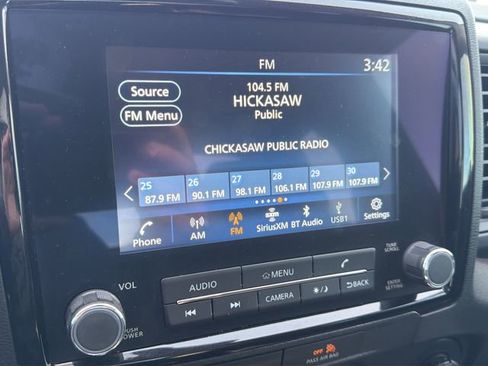 FM 3:42
Source
104.5 FM
HICKASAW
Public
FM Menu
CHICKASAW PUBLIC RADIO
25 26 27 28 29 30
87.9 FM 90.1 FM 98.1 FM 106.1 FM 107.9 FM 107.9 FM
Phone AM FM SiriusXM BT Audio USB1 Settings
VOL AUDIO MENU TUBE SCROLL
CAMERA BACK ENTER SETTING
PUSH POWER
OFF
PASS AIR BAG